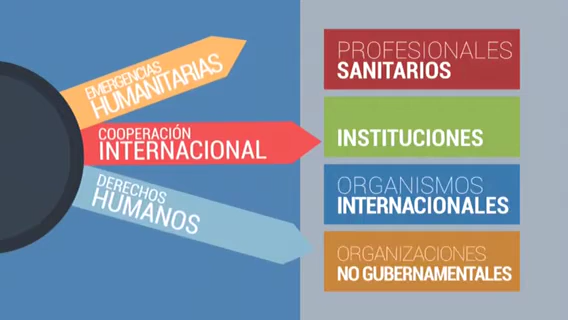 EMERGENCIAS
HUMANITARIAS
COOPERACIÓN
INTERNACIONAL
DERECHOS
HUMANOS
PROFESIONALES
SANITARIOS
INSTITUCIONES
ORGANISMOS
INTERNACIONALES
ORGANIZACIONES
NO GUBERNAMENTALES